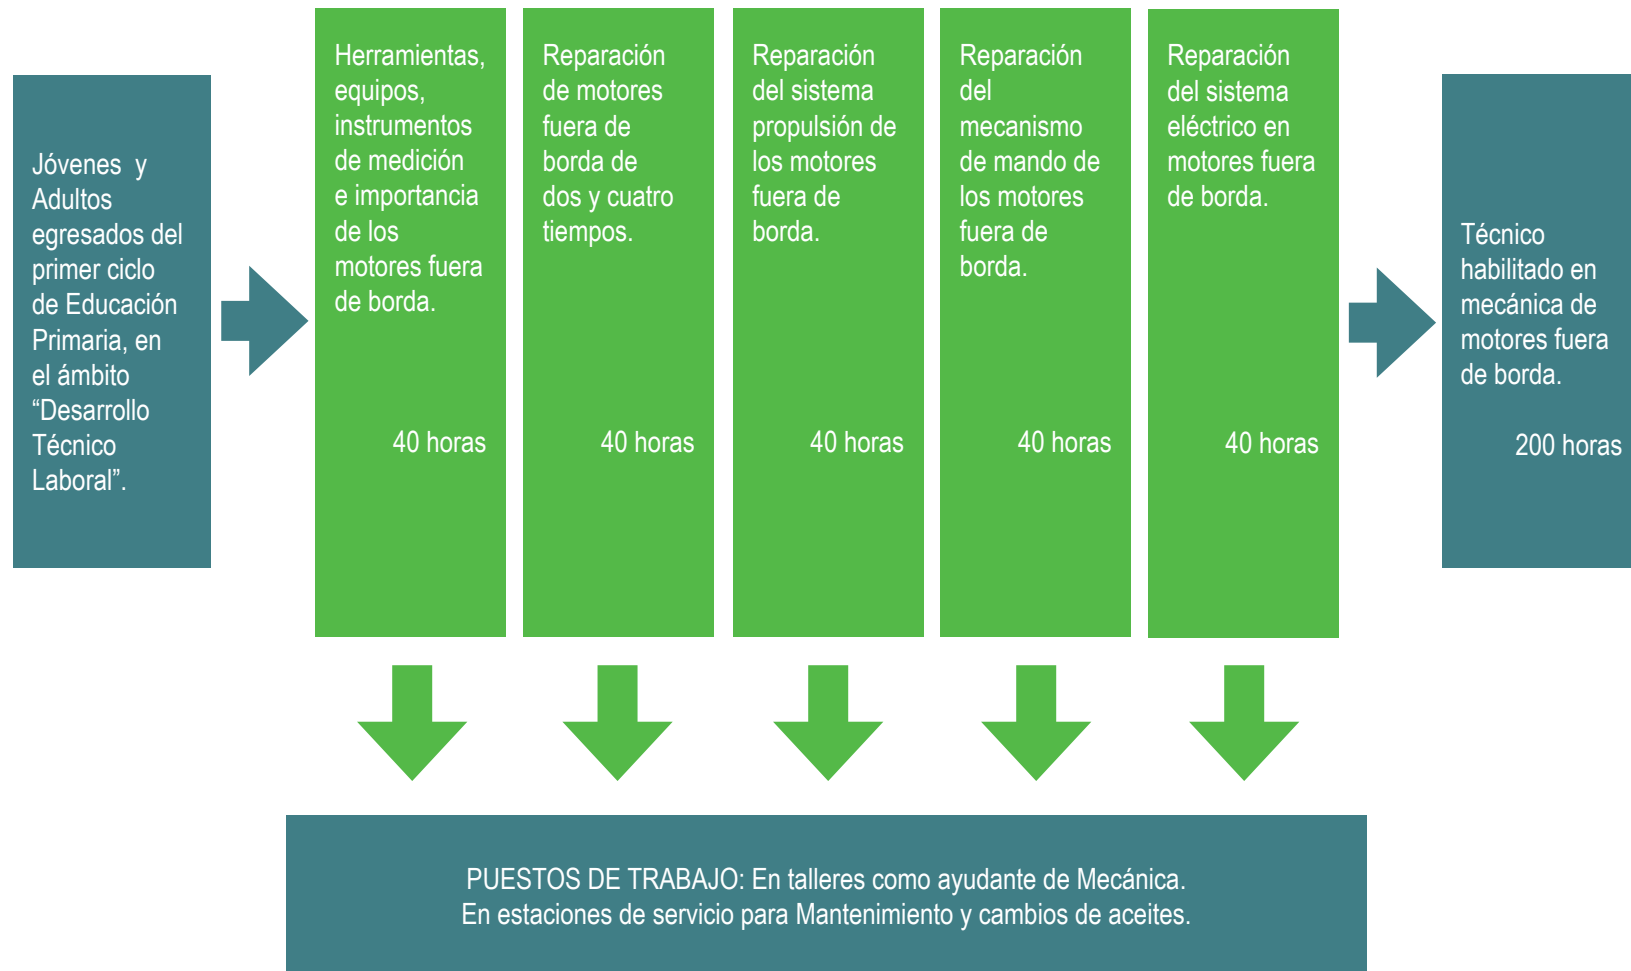 Jóvenes y
Adultos
egresados del
primer ciclo
de Educación
Primaria, en
el ámbito
“Desarrollo
Técnico
Laboral”.
Herramientas,
equipos,
instrumentos
de medición
e importancia
de los
motores fuera
de borda.
40 horas
Reparación
de motores
fuera de
borda de
dos y cuatro
tiempos.
40 horas
Reparación
del sistema
propulsión de
los motores
fuera de
borda.
40 horas
Reparación
del
mecanismo
de mando de
los motores
fuera de
borda.
40 horas
Reparación
del sistema
eléctrico en
motores fuera
de borda.
40 horas
Técnico
habilitado en
mecánica de
motores fuera
de borda.
200 horas
PUESTOS DE TRABAJO: En talleres como ayudante de Mecánica.
En estaciones de servicio para Mantenimiento y cambios de aceites.